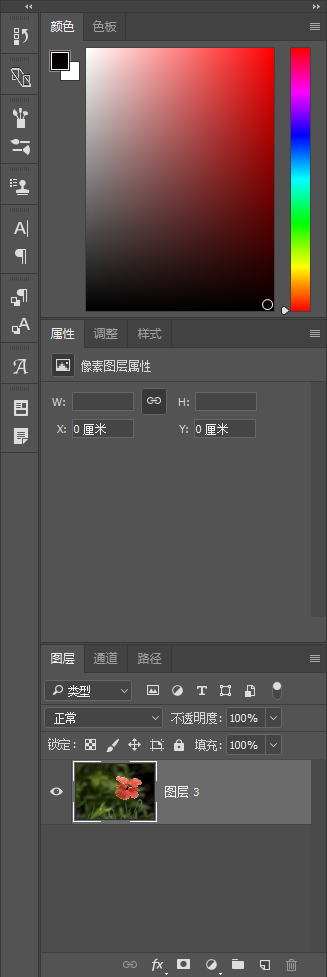 颜色 色板
属性 调整 样式
像素图层属性
W: H:
X: 0 厘米 Y: 0 厘米
图层 通道 路径
类型
正常 不透明度: 100%
锁定: 填充: 100%
图层 3
fx